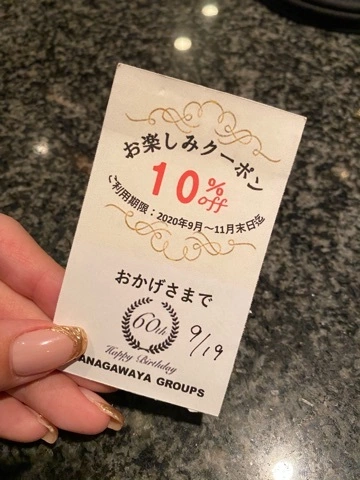 お楽しみクーポン
10%off
ご利用期限：2020年9月～11月末日迄
おかげさまで
60th
9/19
Happy Birthday
ANAGAWAYA GROUPS